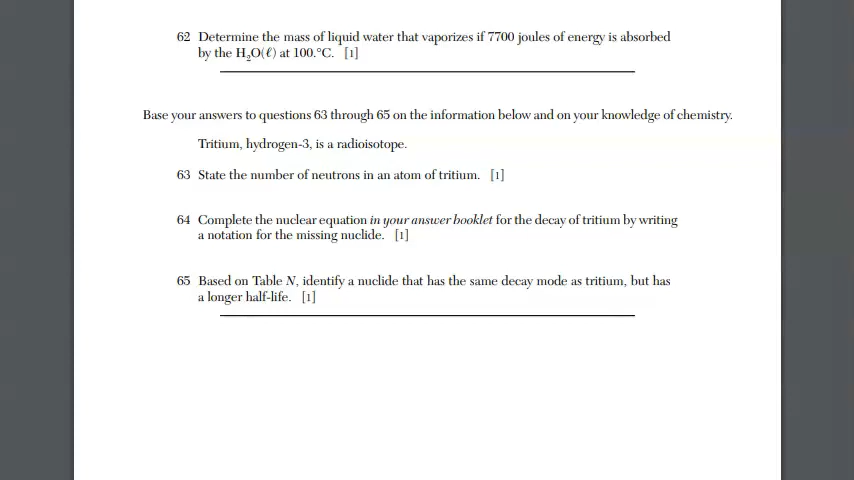 62 Determine the mass of liquid water that vaporizes if 7700 joules of energy is absorbed
by the H₂O(ℓ) at 100.°C. [1]
Base your answers to questions 63 through 65 on the information below and on your knowledge of chemistry.
Tritium, hydrogen-3, is a radioisotope.
63 State the number of neutrons in an atom of tritium. [1]
64 Complete the nuclear equation in your answer booklet for the decay of tritium by writing
a notation for the missing nuclide. [1]
65 Based on Table N, identify a nuclide that has the same decay mode as tritium, but has
a longer half-life. [1]